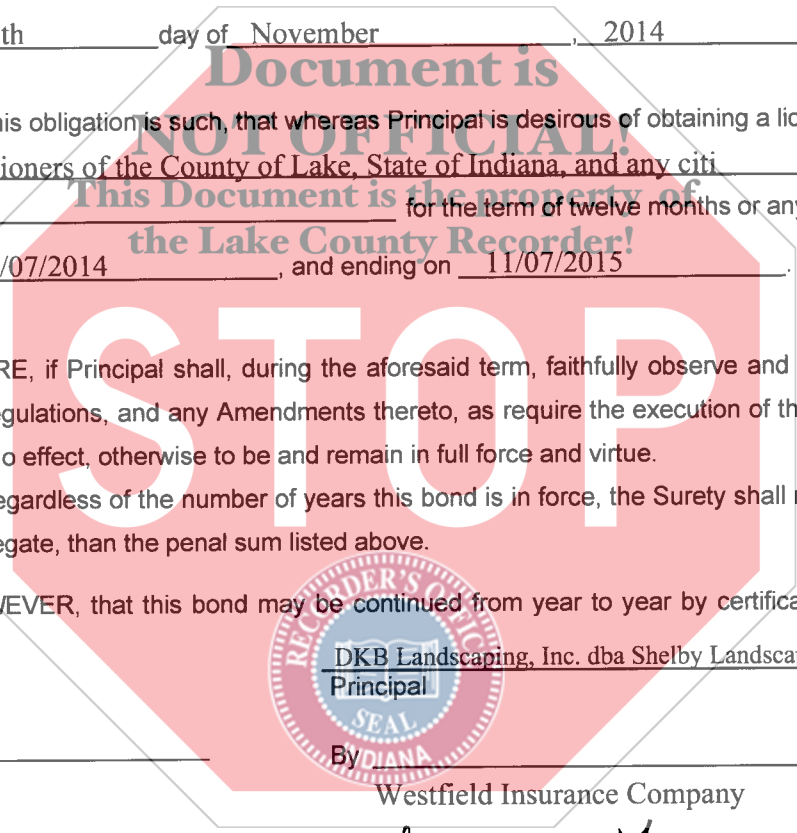 th day of November , 2014
Document is
his obligation is such, that whereas Principal is desirous of obtaining a lic
NOT OFFICIAL!
ioners of the County of Lake, State of Indiana, and any citi
This Document is the property of
for the term of twelve months or any
the Lake County Recorder!
/07/2014 , and ending on 11/07/2015 .
STOP
RE, if Principal shall, during the aforesaid term, faithfully observe and
egulations, and any Amendments thereto, as require the execution of th
o effect, otherwise to be and remain in full force and virtue.
egardless of the number of years this bond is in force, the Surety shall
egate, than the penal sum listed above.
WEVER, that this bond may be continued from year to year by certifica
RECORDER'S OFFICE
DKB Landscaping, Inc. dba Shelby Landsca
Principal
SEAL
INDIANA
By
Westfield Insurance Company